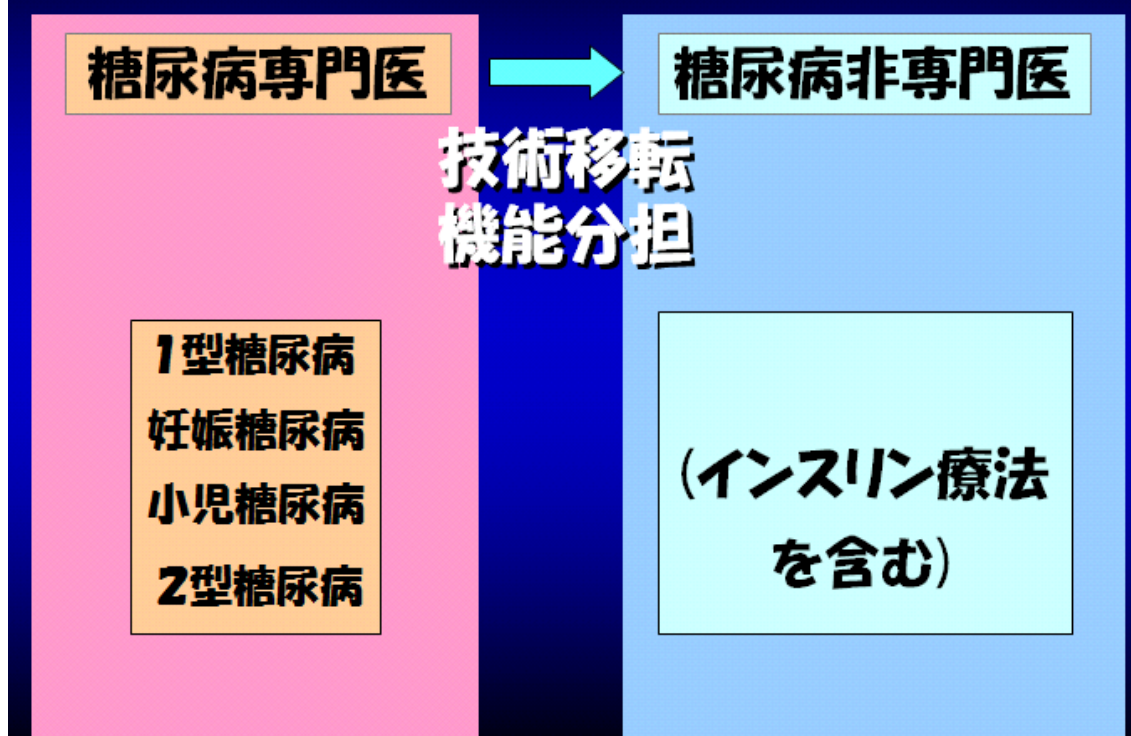 糖尿病専門医
糖尿病非専門医
技術移転
機能分担
1型糖尿病
妊娠糖尿病
小児糖尿病
2型糖尿病
(インスリン療法
を含む)